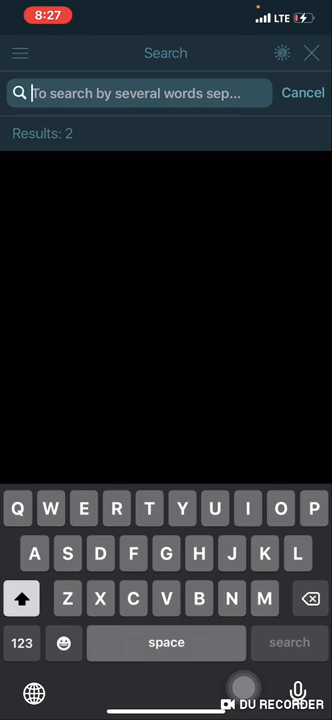 8:27
LTE
Search
To search by several words sep...
Cancel
Results: 2
Q W E R T Y U I O P
A S D F G H J K L
Z X C V B N M
123
space
search
DU RECORDER